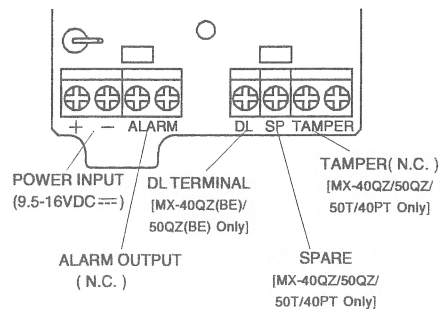 + − ALARM DL SP TAMPER
POWER INPUT
(9.5-16VDC⎓)
DL TERMINAL
[MX-40QZ(BE)/
50QZ(BE) Only]
TAMPER( N.C. )
[MX-40QZ/50QZ/
50T/40PT Only]
ALARM OUTPUT
( N.C. )
SPARE
[MX-40QZ/50QZ/
50T/40PT Only]